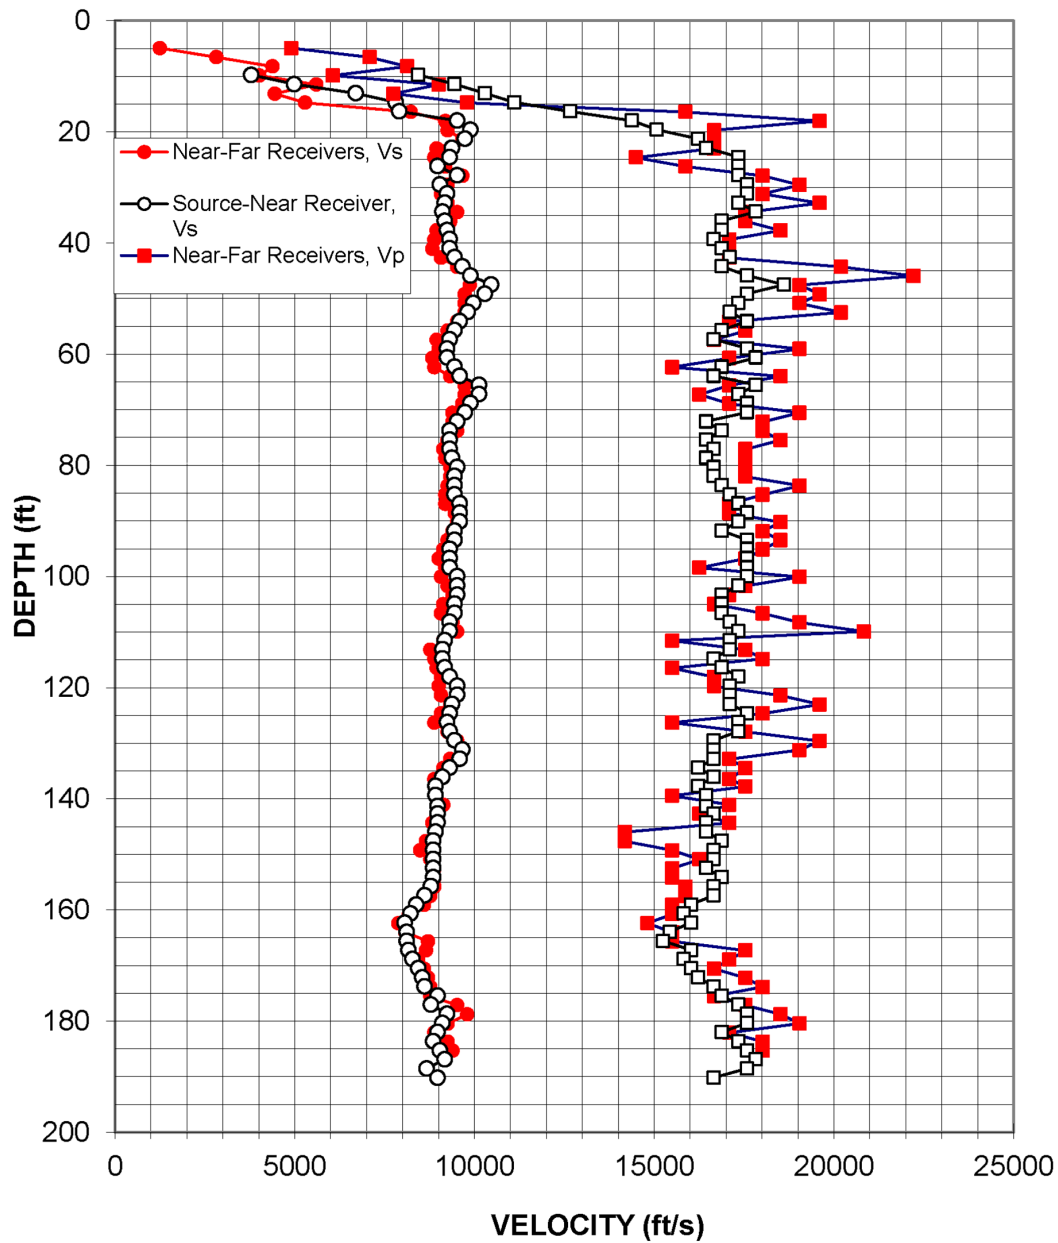 0
20
40
60
80
100
120
140
160
180
200
DEPTH (ft)
Near-Far Receivers, Vs
Source-Near Receiver,
Vs
Near-Far Receivers, Vp
0 5000 10000 15000 20000 25000
VELOCITY (ft/s)